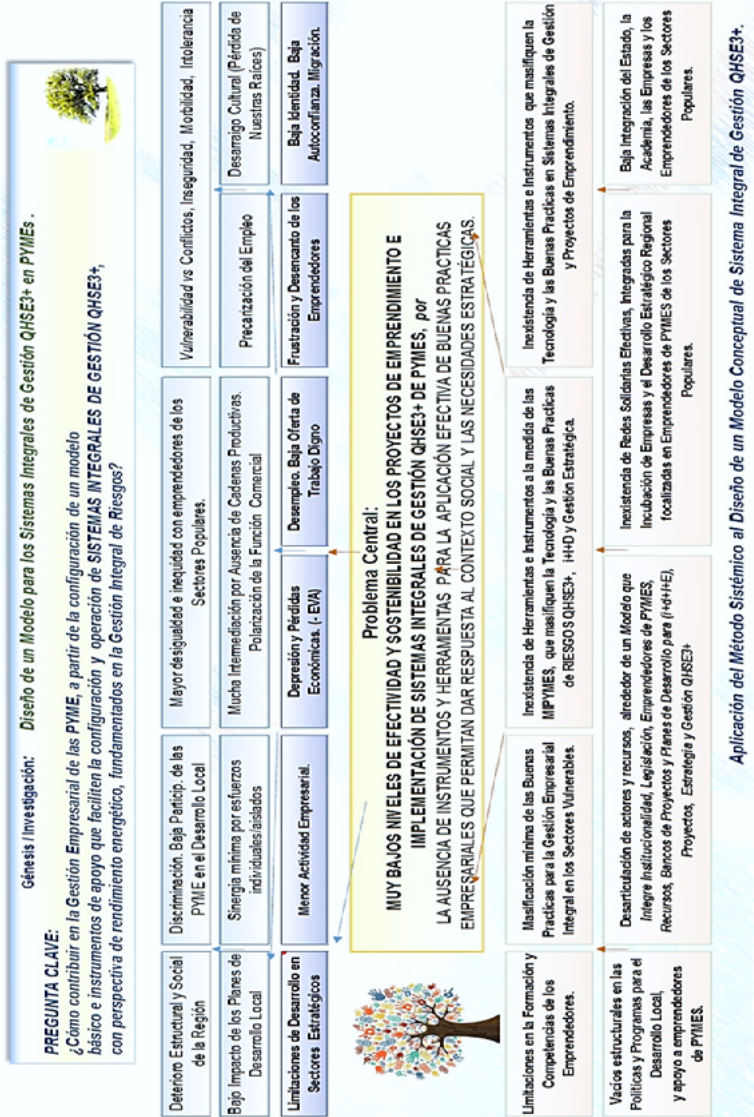 Génesis / Investigación: Diseño de un Modelo para los Sistemas Integrales de Gestión QHSE3+ en PYMEs .
PREGUNTA CLAVE:
¿Cómo contribuir en la Gestión Empresarial de las PYME, a partir de la configuración de un modelo
básico e instrumentos de apoyo que faciliten la configuración y operación de SISTEMAS INTEGRALES DE GESTIÓN QHSE3+,
con perspectiva de rendimiento energético, fundamentados en la Gestión Integral de Riesgos?
Deterioro Estructural y Social
de la Región
Discriminación. Baja Particip. de las
PYME en el Desarrollo Local
Mayor desigualdad e inequidad con emprendedores de los
Sectores Populares.
Vulnerabilidad vs Conflictos, Inseguridad, Morbilidad, Intolerancia
Bajo Impacto de los Planes de
Desarrollo Local
Sinergia mínima por esfuerzos
individuales/aislados
Mucha Intermediación por Ausencia de Cadenas Productivas.
Polarización de la Función Comercial
Precarización del Empleo
Desarraigo Cultural (Pérdida de
Nuestras Raíces)
Limitaciones de Desarrollo en
Sectores Estratégicos
Menor Actividad Empresarial.
Depresión y Pérdidas
Económicas. (- EVA)
Desempleo. Baja Oferta de
Trabajo Digno
Frustración y Desencanto de los
Emprendedores
Baja Identidad. Baja
Autoconfianza. Migración.
Problema Central:
MUY BAJOS NIVELES DE EFECTIVIDAD Y SOSTENIBILIDAD EN LOS PROYECTOS DE EMPRENDIMIENTO E
IMPLEMENTACIÓN DE SISTEMAS INTEGRALES DE GESTIÓN QHSE3+ DE PYMES, por
LA AUSENCIA DE INSTRUMENTOS Y HERRAMIENTAS PARA LA APLICACIÓN EFECTIVA DE BUENAS PRACTICAS
EMPRESARIALES QUE PERMITAN DAR RESPUESTA AL CONTEXTO SOCIAL Y LAS NECESIDADES ESTRATÉGICAS.
Limitaciones en la Formación y
Competencias de los
Emprendedores.
Masificación mínima de las Buenas
Practicas para la Gestión Empresarial
Integral en los Sectores Vulnerables.
Inexistencia de Herramientas e Instrumentos a la medida de las
MIPYMES, que masifiquen la Tecnología y las Buenas Practicas
de RIESGOS QHSE3+, i+I+D y Gestión Estratégica.
Inexistencia de Herramientas e Instrumentos que masifiquen la
Tecnología y las Buenas Practicas en Sistemas Integrales de Gestión
y Proyectos de Emprendimiento.
Vacíos estructurales en las
Políticas y Programas para el
Desarrollo Local,
y apoyo a emprendedores
de PYMES.
Desarticulación de actores y recursos, alrededor de un Modelo que
Integre Institucionalidad, Legislación, Emprendedores de PYMES,
Recursos, Bancos de Proyectos y Planes de Desarrollo para (i+d+I+E),
Proyectos, Estrategia y Gestión QHSE3+
Inexistencia de Redes Solidarias Efectivas, Integradas para la
Incubación de Empresas y el Desarrollo Estratégico Regional
focalizadas en Emprendedores de PYMES de los Sectores
Populares.
Baja Integración del Estado, la
Academia, las Empresas y los
Emprendedores de los Sectores
Populares.
Aplicación del Método Sistémico al Diseño de un Modelo Conceptual de Sistema Integral de Gestión QHSE3+.